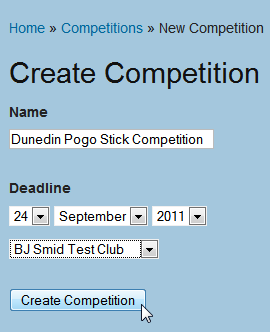 Home » Competitions » New Competition
Create Competition
Name
Dunedin Pogo Stick Competition
Deadline
24 September 2011
BJ Smid Test Club
Create Competition